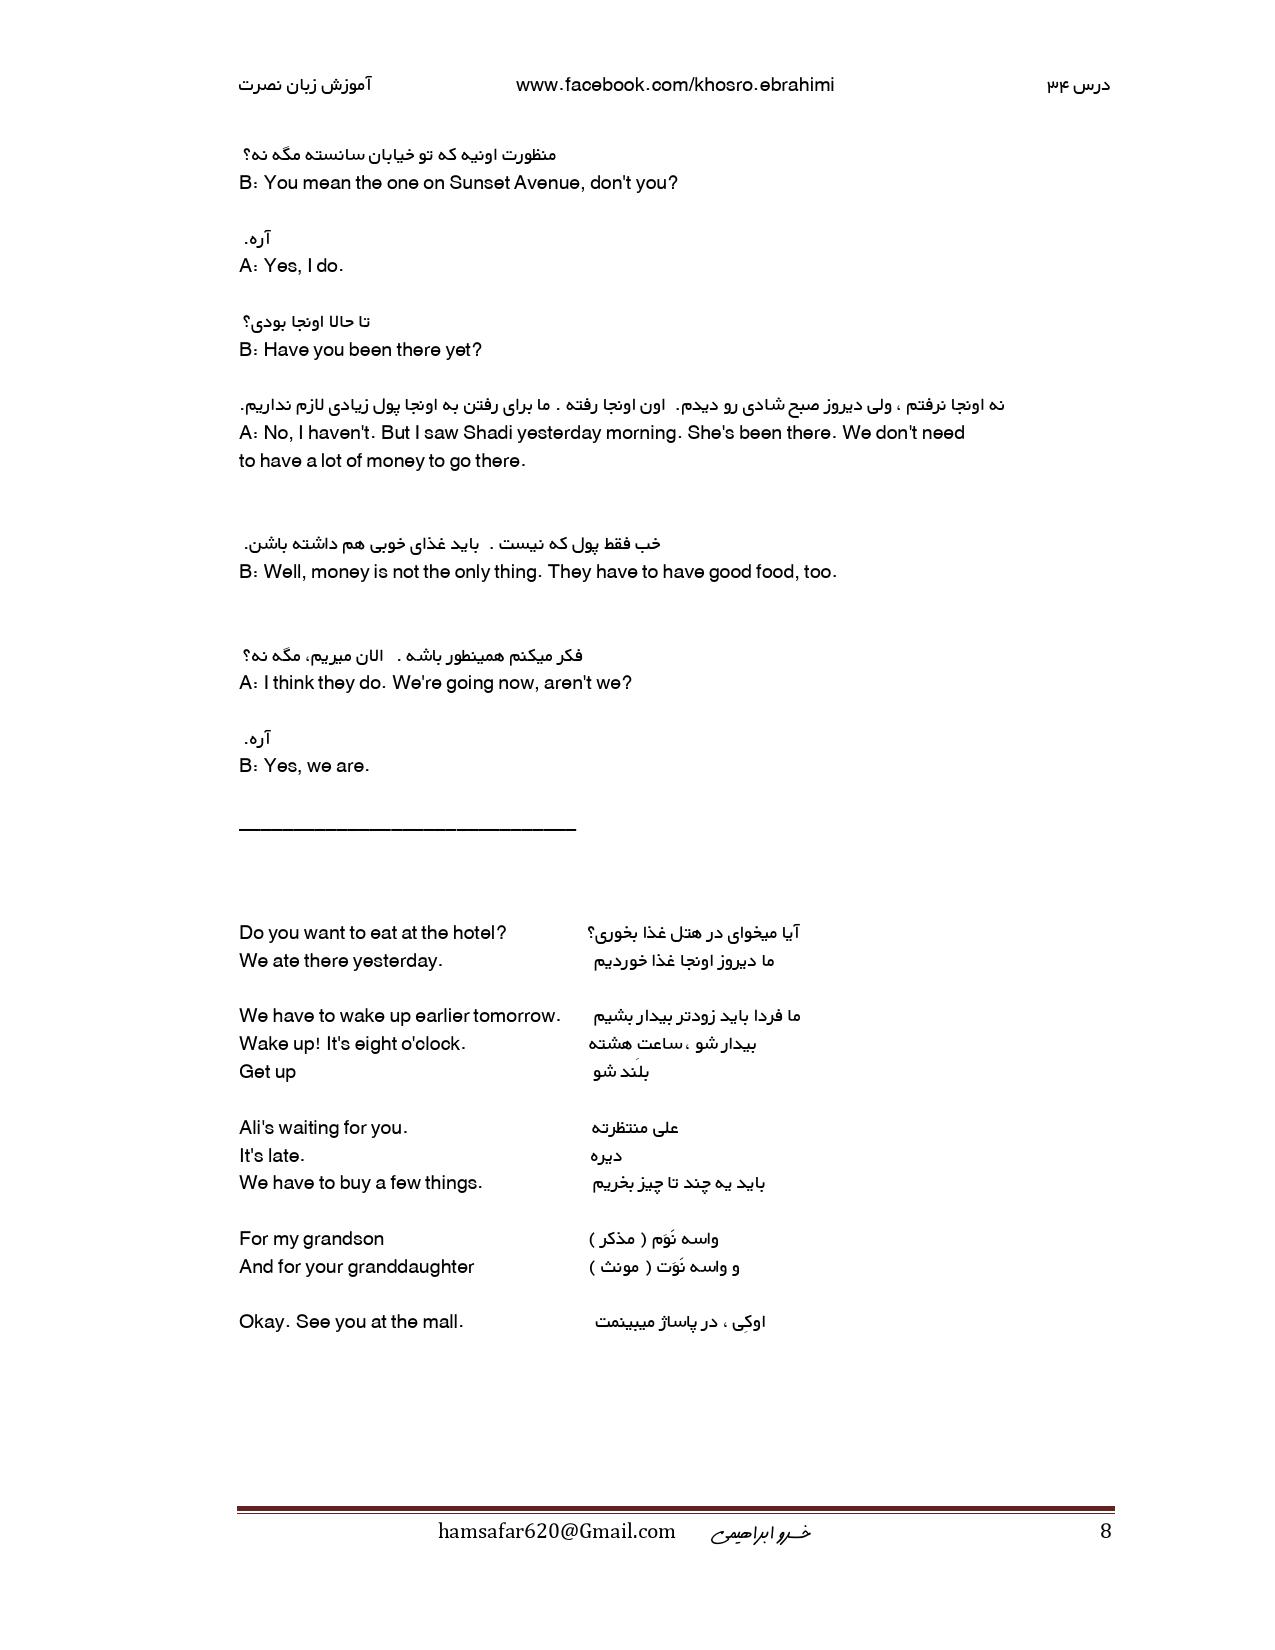 آموزش زبان نصرت www.facebook.com/khosro.ebrahimi درس ۳۴
منظورت اونیه که تو خیابان سانسته مگه نه؟
B: You mean the one on Sunset Avenue, don't you?
آره.
A: Yes, I do.
تا حالا اونجا بودی؟
B: Have you been there yet?
نه اونجا نرفتم ، ولی دیروز صبح شادی رو دیدم. اون اونجا رفته . ما برای رفتن به اونجا پول زیادی لازم نداریم.
A: No, I haven't. But I saw Shadi yesterday morning. She's been there. We don't need
to have a lot of money to go there.
خب فقط پول که نیست . باید غذای خوبی هم داشته باشن.
B: Well, money is not the only thing. They have to have good food, too.
فکر میکنم همینطور باشه . الان میریم، مگه نه؟
A: I think they do. We're going now, aren't we?
آره.
B: Yes, we are.
Do you want to eat at the hotel? آیا میخوای در هتل غذا بخوری؟
We ate there yesterday. ما دیروز اونجا غذا خوردیم
We have to wake up earlier tomorrow. ما فردا باید زودتر بیدار بشیم
Wake up! It's eight o'clock. بیدار شو ، ساعت هشته
Get up بلَند شو
Ali's waiting for you. علی منتظرته
It's late. دیره
We have to buy a few things. باید یه چند تا چیز بخریم
For my grandson واسه نَوَم ( مذکر )
And for your granddaughter و واسه نَوَت ( مونث )
Okay. See you at the mall. اوکِی ، در پاساژ میبینمت
hamsafar620@Gmail.com خسرو ابراهیمی 8